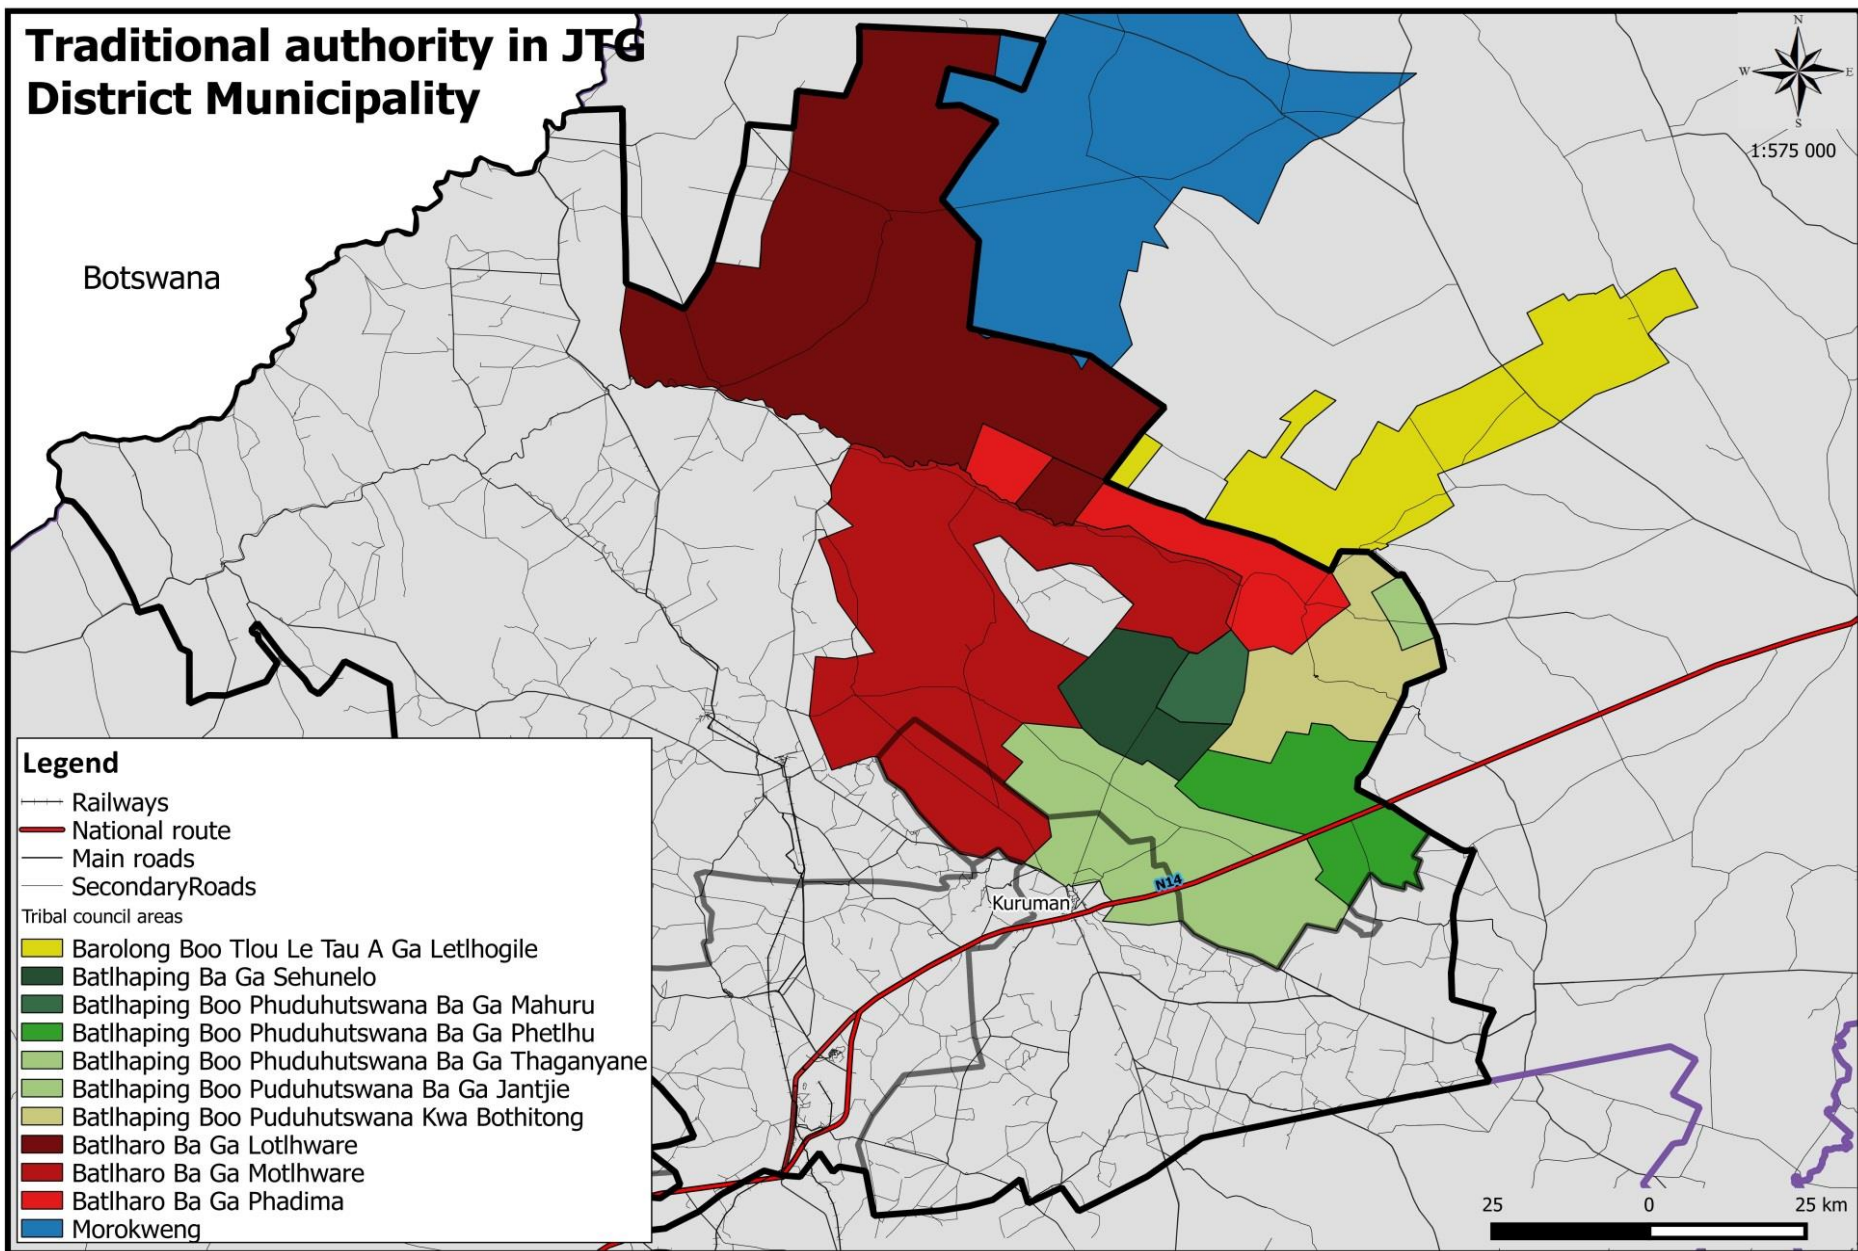 Traditional authority in JTG
District Municipality
N
W E
S
1:575 000
Botswana
N14
Kuruman
Legend
Railways
National route
Main roads
SecondaryRoads
Tribal council areas
Barolong Boo Tlou Le Tau A Ga Letlhogile
Batlhaping Ba Ga Sehunelo
Batlhaping Boo Phuduhutswana Ba Ga Mahuru
Batlhaping Boo Phuduhutswana Ba Ga Phetlhu
Batlhaping Boo Phuduhutswana Ba Ga Thaganyane
Batlhaping Boo Puduhutswana Ba Ga Jantjie
Batlhaping Boo Puduhutswana Kwa Bothitong
Batlharo Ba Ga Lotlhware
Batlharo Ba Ga Motlhware
Batlharo Ba Ga Phadima
Morokweng
25 0 25 km